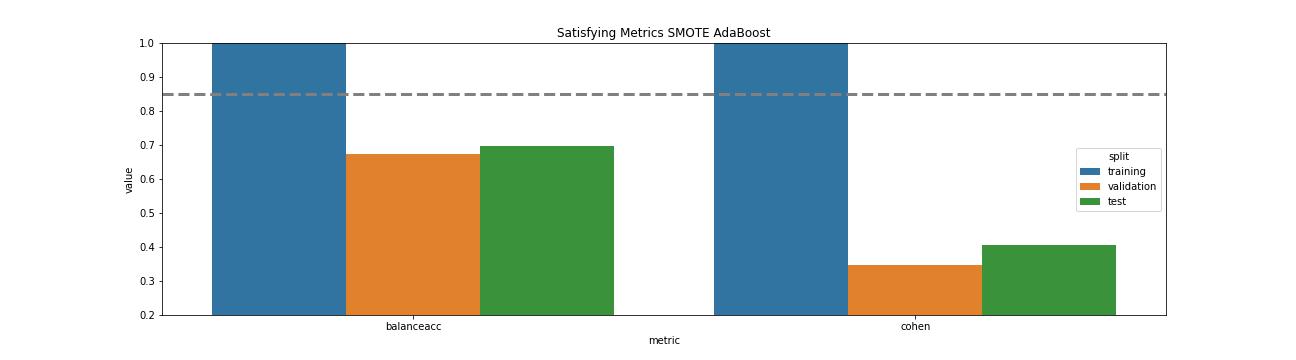 Satisfying Metrics SMOTE AdaBoost
1.0
0.9
0.8
0.7
0.6
0.5
0.4
0.3
0.2
value
split
training
validation
test
balanceacc
cohen
metric